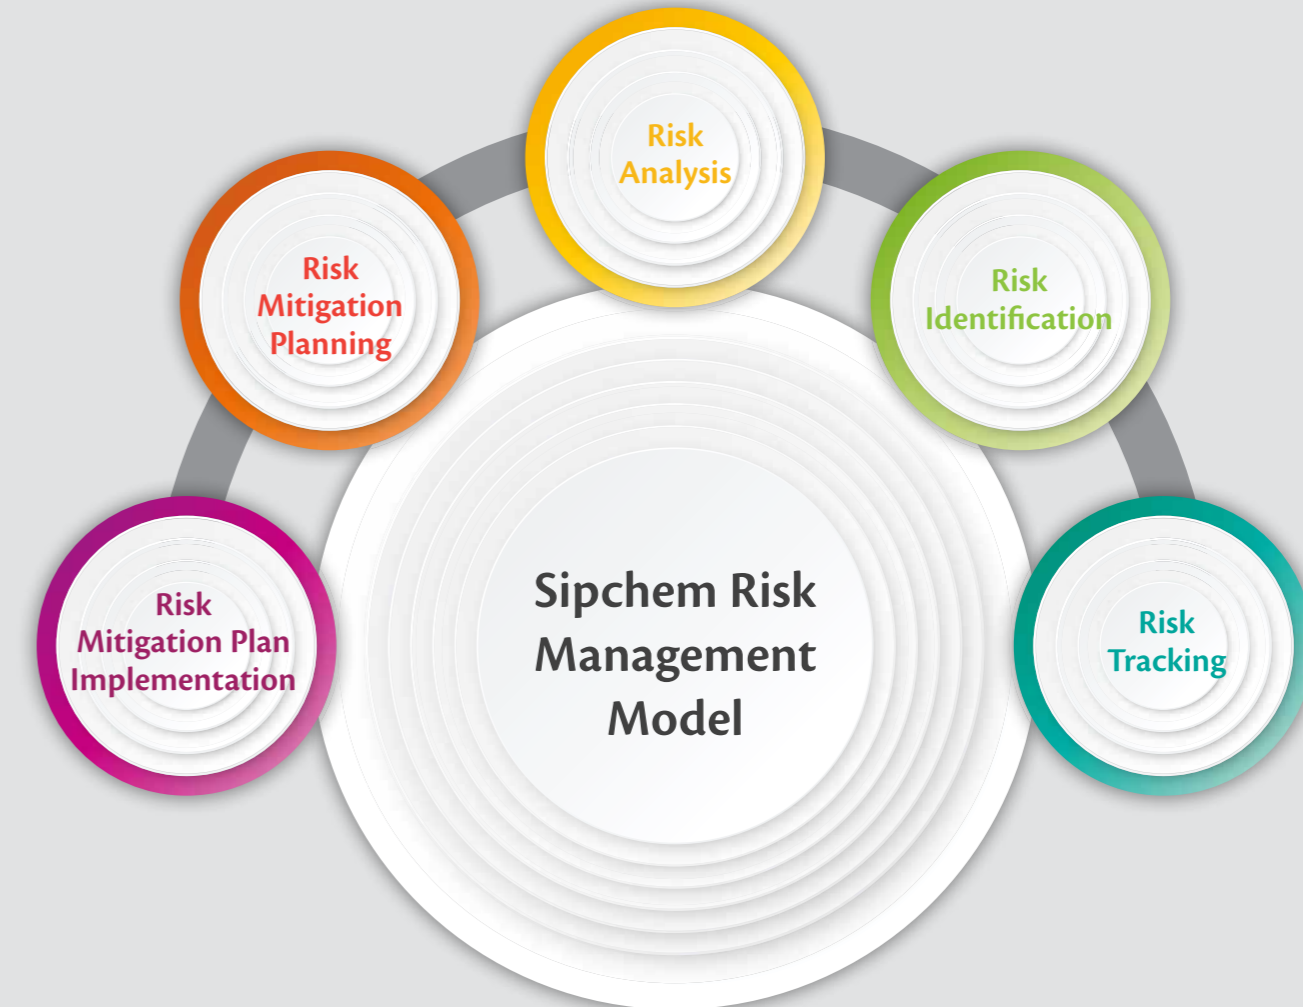 Risk
Analysis
Risk
Mitigation
Planning
Risk
Identification
Risk
Mitigation Plan
Implementation
Sipchem Risk
Management
Model
Risk
Tracking